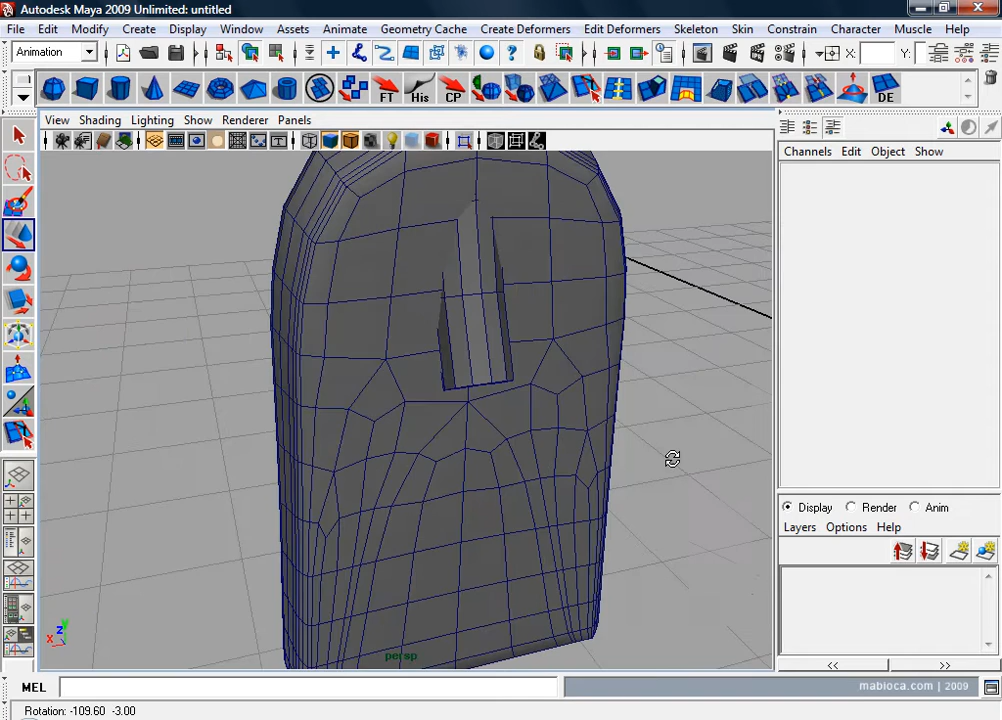 Autodesk Maya 2009 Unlimited: untitled
File Edit Modify Create Display Window Assets Animate Geometry Cache Create Deformers Edit Deformers Skeleton Skin Constrain Character Muscle Help
Animation X: Y:
FT His CP DE
View Shading Lighting Show Renderer Panels
Channels Edit Object Show
Display Render Anim
Layers Options Help
z y
x
persp
<< >>
MEL mabioca.com | 2009
Rotation: -109.60 -3.00